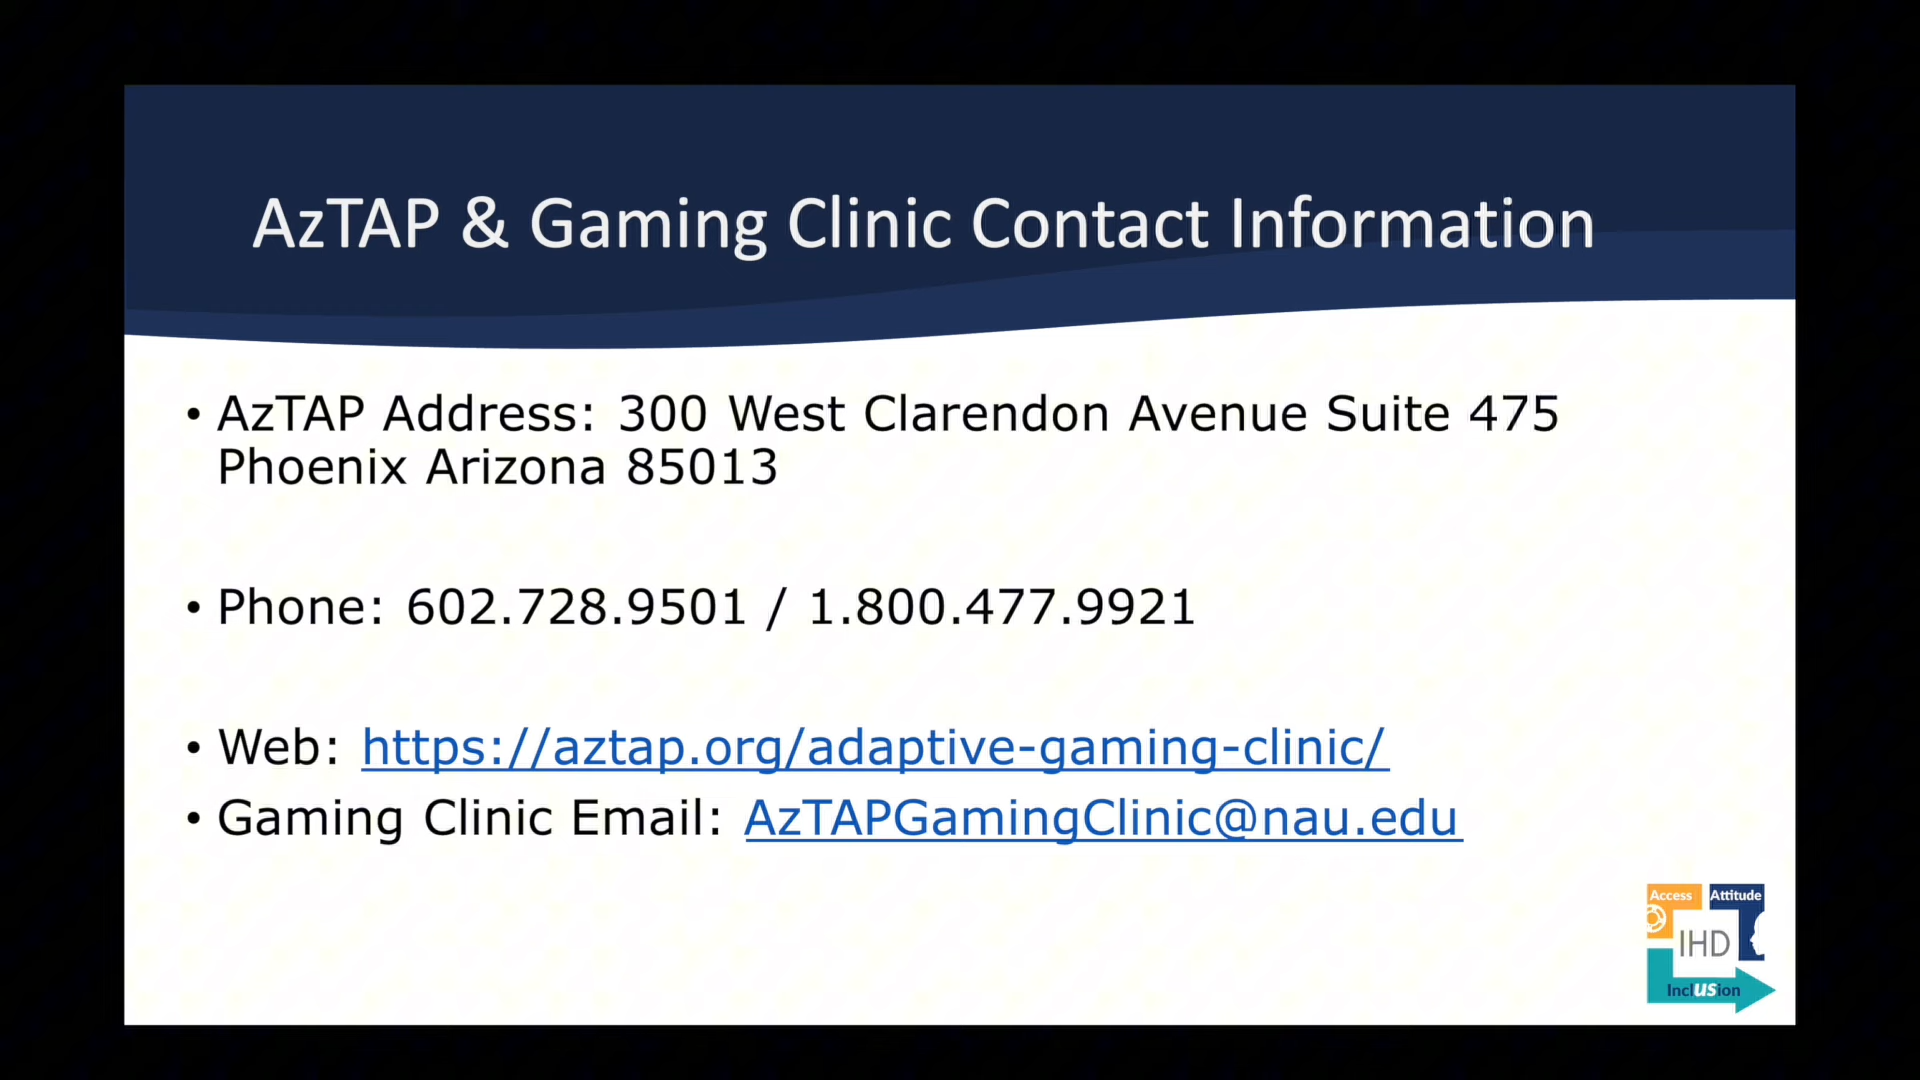 AzTAP & Gaming Clinic Contact Information
• AzTAP Address: 300 West Clarendon Avenue Suite 475
Phoenix Arizona 85013
• Phone: 602.728.9501 / 1.800.477.9921
• Web: https://aztap.org/adaptive-gaming-clinic/
• Gaming Clinic Email: AzTAPGamingClinic@nau.edu
Access Attitude
IHD
Inclusion